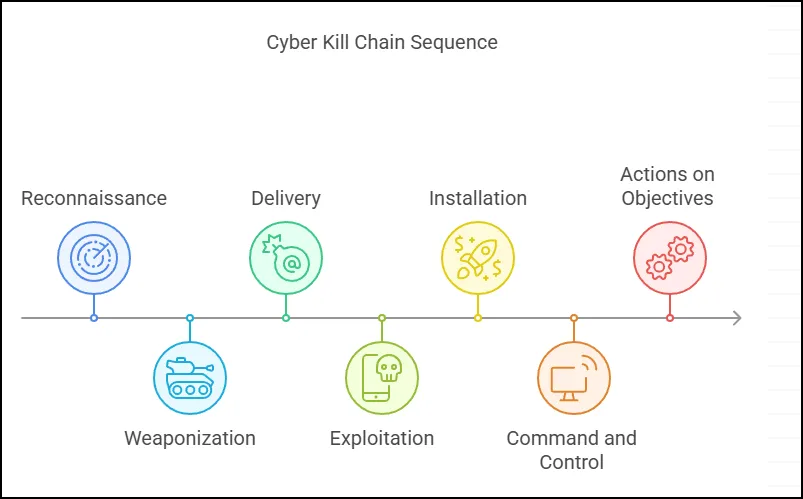 Cyber Kill Chain Sequence
Reconnaissance
Delivery
Installation
Actions on
Objectives
@
$
$
Weaponization
Exploitation
Command and
Control